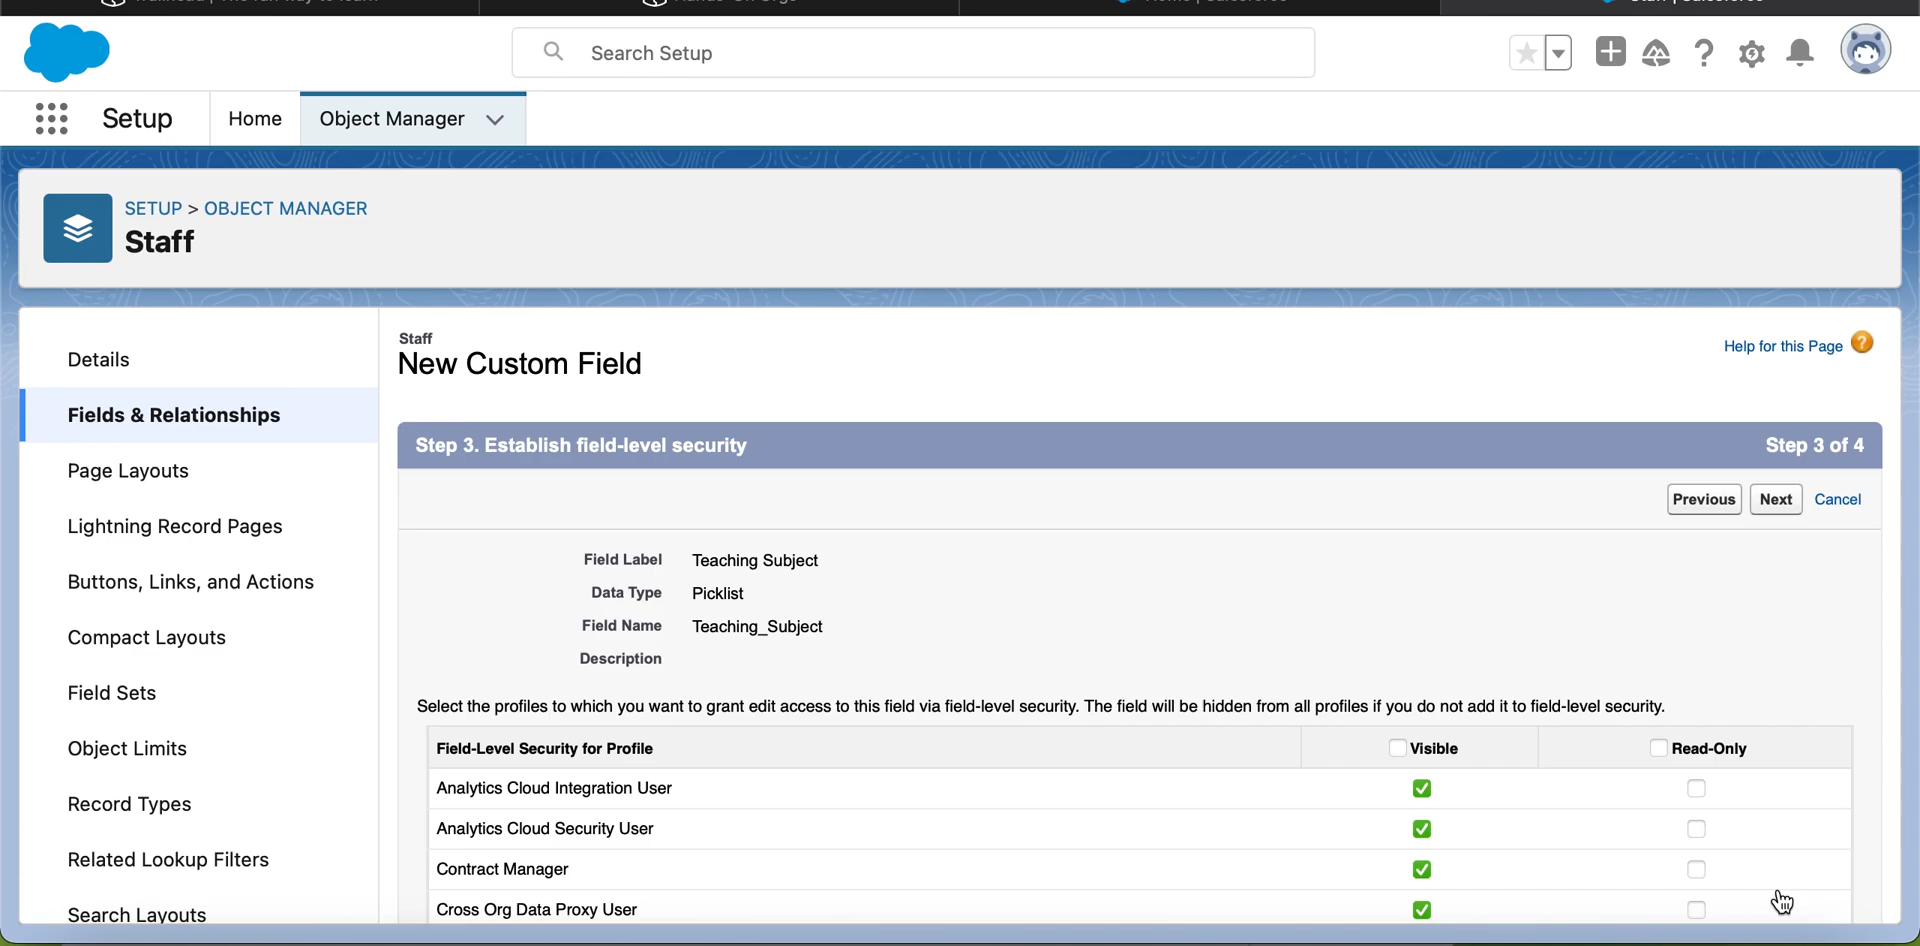 Search Setup
Setup
Home
Object Manager
SETUP > OBJECT MANAGER
Staff
Details
Fields & Relationships
Page Layouts
Lightning Record Pages
Buttons, Links, and Actions
Compact Layouts
Field Sets
Object Limits
Record Types
Related Lookup Filters
Search Layouts
Staff
New Custom Field
Help for this Page
Step 3. Establish field-level security
Step 3 of 4
Previous
Next
Cancel
Field Label Teaching Subject
Data Type Picklist
Field Name Teaching_Subject
Description
Select the profiles to which you want to grant edit access to this field via field-level security. The field will be hidden from all profiles if you do not add it to field-level security.
Field-Level Security for Profile Visible Read-Only
Analytics Cloud Integration User
Analytics Cloud Security User
Contract Manager
Cross Org Data Proxy User